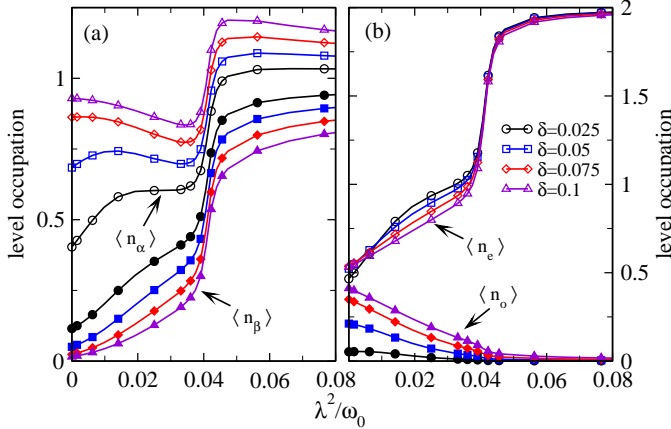 (a)
(b)
level occupation
1
0.5
0
⟨ n_α ⟩
⟨ n_β ⟩
0 0.02 0.04 0.06 0.08
δ=0.025
δ=0.05
δ=0.075
δ=0.1
⟨ n_e ⟩
⟨ n_o ⟩
2
1.5
1
0.5
0
level occupation
0 0.02 0.04 0.06 0.08
λ²/ω₀